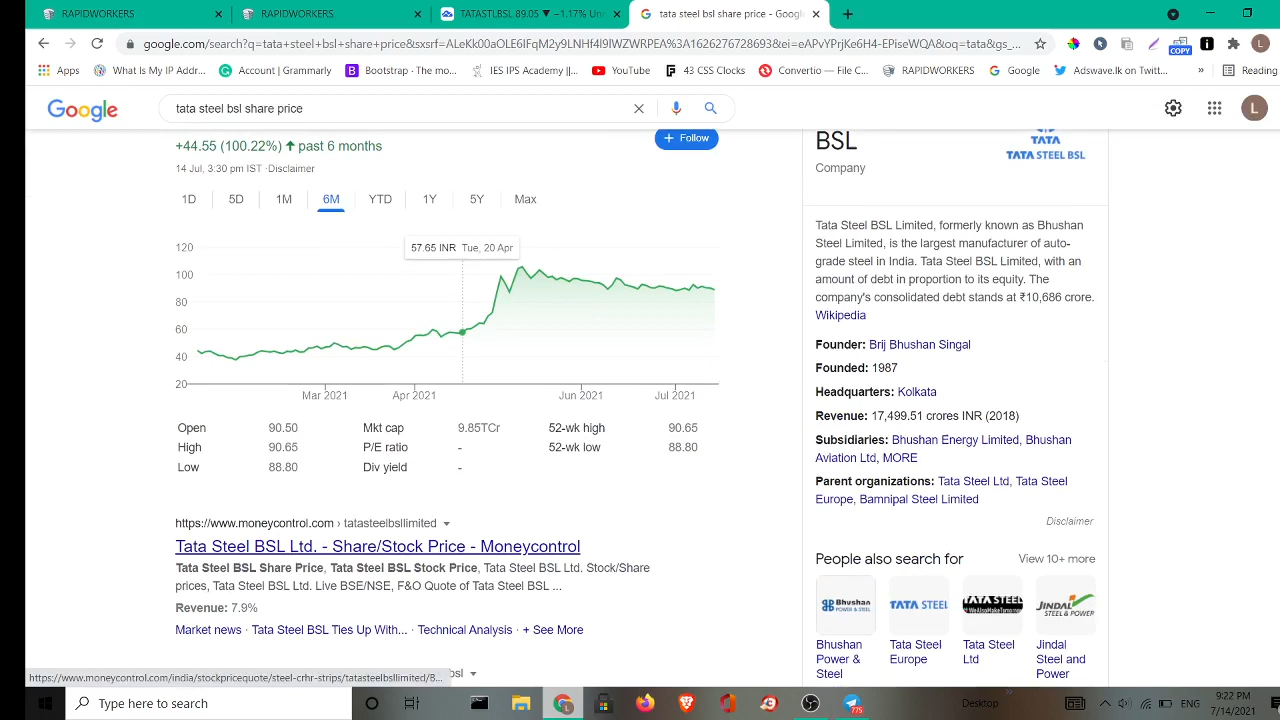 RAPIDWORKERS
RAPIDWORKERS
TATASTLBSL 89.05 ▼ −1.17% Un
tata steel bsl share price - Google
google.com/search?q=tata+steel+bsl+share+price&sxsrf=
Apps
What Is My IP Addr...
Account | Grammarly
Bootstrap · The mo...
IES IPS Academy ||...
YouTube
43 CSS Clocks
Convertio — File C...
RAPIDWORKERS
Google
Adswave.lk on Twitt...
»
Reading
COPY
L
Google
tata steel bsl share price
L
+44.55 (100.22%) ↑ past 6 months
+ Follow
14 Jul, 3:30 pm IST · Disclaimer
1D 5D 1M 6M YTD 1Y 5Y Max
57.65 INR Tue, 20 Apr
120
100
80
60
40
20
Mar 2021 Apr 2021 Jun 2021 Jul 2021
Open 90.50 Mkt cap 9.85TCr 52-wk high 90.65
High 90.65 P/E ratio - 52-wk low 88.80
Low 88.80 Div yield -
https://www.moneycontrol.com › tatasteelbsllimited
Tata Steel BSL Ltd. - Share/Stock Price - Moneycontrol
Tata Steel BSL Share Price, Tata Steel BSL Stock Price, Tata Steel BSL Ltd. Stock/Share
prices, Tata Steel BSL Ltd. Live BSE/NSE, F&O Quote of Tata Steel BSL ...
Revenue: 7.9%
Market news · Tata Steel BSL Ties Up With... · Technical Analysis · + See More
bsl
https://www.moneycontrol.com/india/stockpricequote/steel-crhr-strips/tatasteelbsllimited/B...
BSL
Company
TATA
TATA STEEL BSL
Tata Steel BSL Limited, formerly known as Bhushan
Steel Limited, is the largest manufacturer of auto-
grade steel in India. Tata Steel BSL Limited, with an
amount of debt in proportion to its equity. The
company's consolidated debt stands at ₹10,686 crore.
Wikipedia
Founder: Brij Bhushan Singal
Founded: 1987
Headquarters: Kolkata
Revenue: 17,499.51 crores INR (2018)
Subsidiaries: Bhushan Energy Limited, Bhushan
Aviation Ltd, MORE
Parent organizations: Tata Steel Ltd, Tata Steel
Europe, Bamnipal Steel Limited
Disclaimer
People also search for
View 10+ more
Bhushan
POWER & STEEL
TATA STEEL
TATA STEEL
JINDAL
STEEL & POWER
Bhushan
Power &
Steel
Tata Steel
Europe
Tata Steel
Ltd
Jindal
Steel and
Power
Type here to search
775
Desktop
»
ENG
9:22 PM
7/14/2021